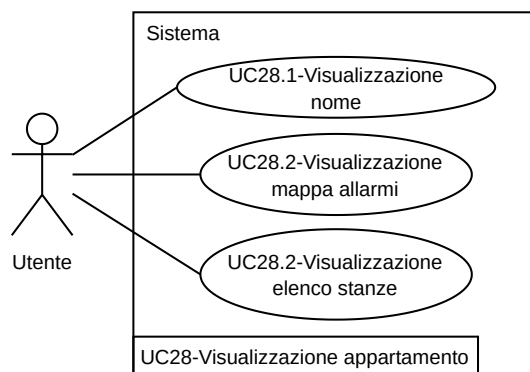 Sistema
UC28.1-Visualizzazione
nome
UC28.2-Visualizzazione
mappa allarmi
UC28.2-Visualizzazione
elenco stanze
Utente
UC28-Visualizzazione appartamento